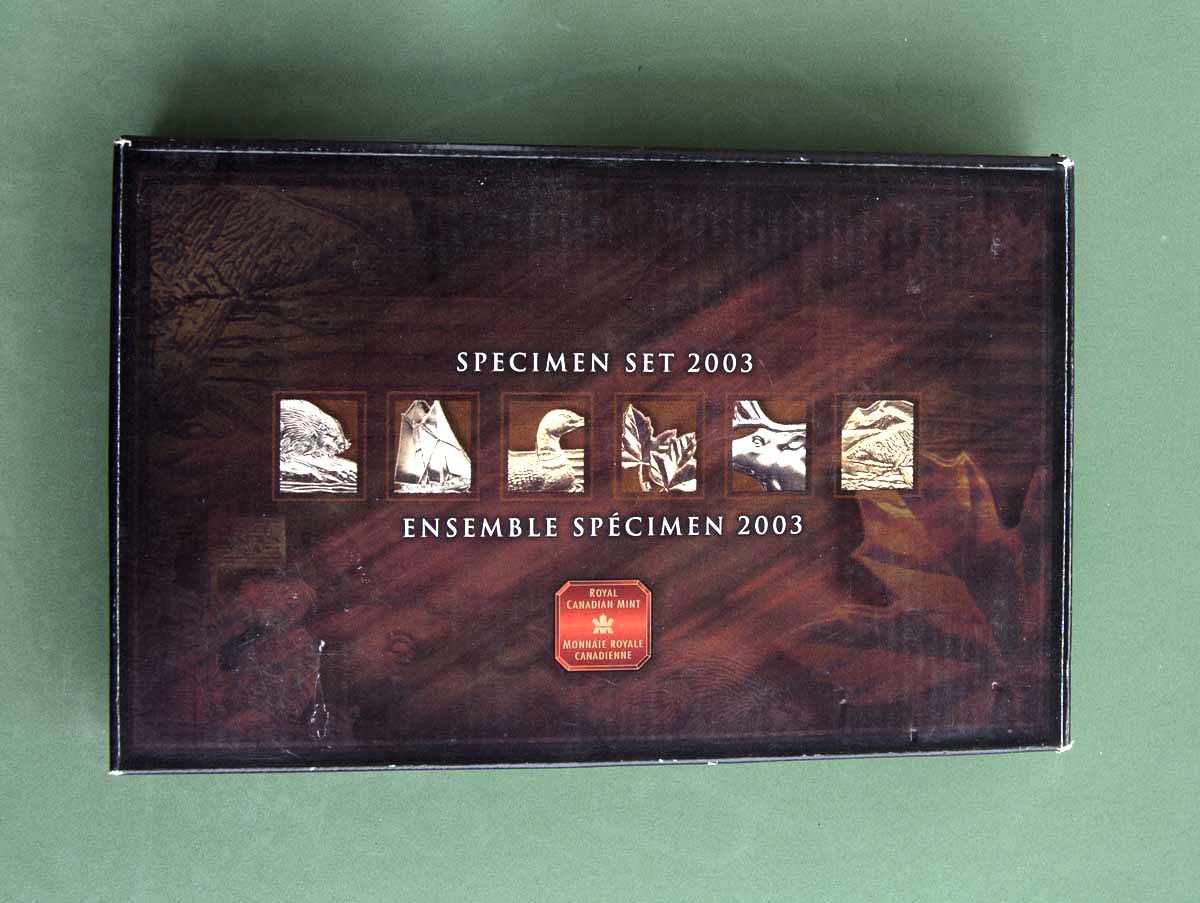 SPECIMEN SET 2003
ENSEMBLE SPÉCIMEN 2003
ROYAL
CANADIAN MINT
MONNAIE ROYALE
CANADIENNE